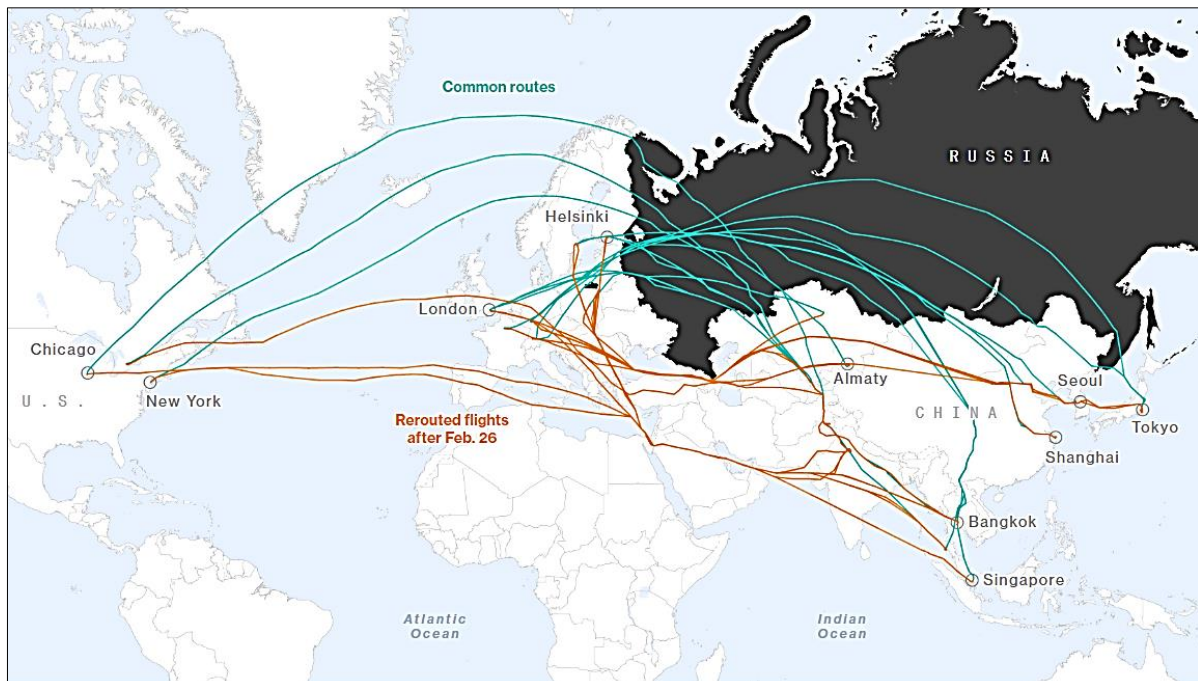 Common routes
RUSSIA
Helsinki
London
Chicago
Almaty
Seoul
U.S.
New York
CHINA
Tokyo
Rerouted flights
after Feb. 26
Shanghai
Bangkok
Singapore
Atlantic
Ocean
Indian
Ocean